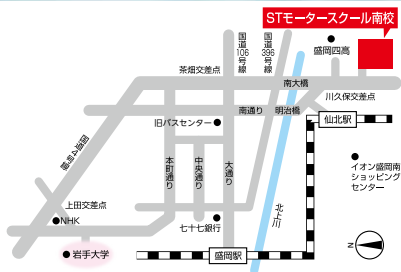 STモータースクール南校
国道106号線
国道396号線
盛岡四高
茶畑交差点
南大橋
川久保交差点
南通り
明治橋
仙北駅
旧バスセンター
国道4号線
本町通り
中央通り
大通り
イオン盛岡南
ショッピング
センター
上田交差点
北上川
NHK
七十七銀行
岩手大学
盛岡駅
N